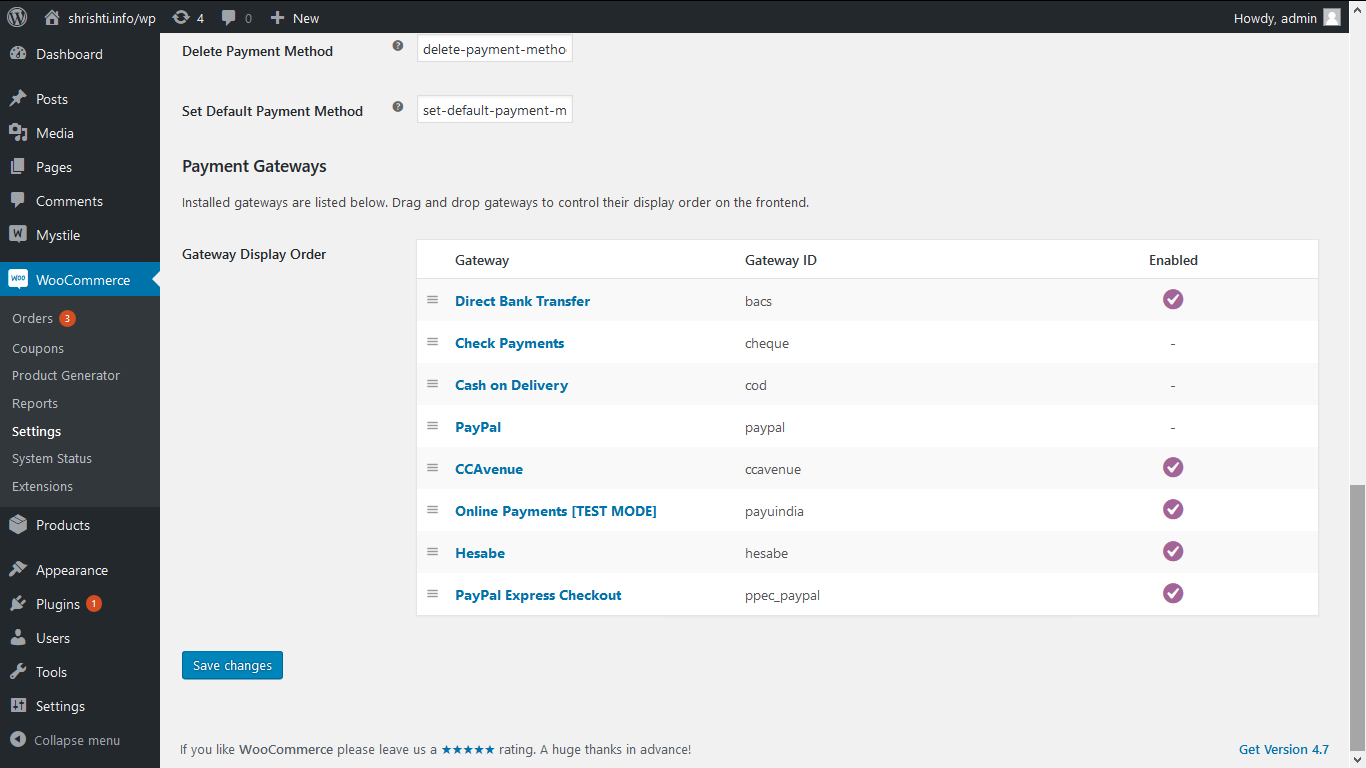 shrishti.info/wp 4 0 New Howdy, admin
Dashboard
Posts
Media
Pages
Comments
Mystile
WooCommerce
Orders 3
Coupons
Product Generator
Reports
Settings
System Status
Extensions
Products
Appearance
Plugins 1
Users
Tools
Settings
Collapse menu
Delete Payment Method ? delete-payment-metho
Set Default Payment Method ? set-default-payment-m
Payment Gateways
Installed gateways are listed below. Drag and drop gateways to control their display order on the frontend.
Gateway Display Order
Gateway Gateway ID Enabled
Direct Bank Transfer bacs
Check Payments cheque -
Cash on Delivery cod -
PayPal paypal -
CCAvenue ccavenue
Online Payments [TEST MODE] payuindia
Hesabe hesabe
PayPal Express Checkout ppec_paypal
Save changes
If you like WooCommerce please leave us a ★★★★★ rating. A huge thanks in advance! Get Version 4.7